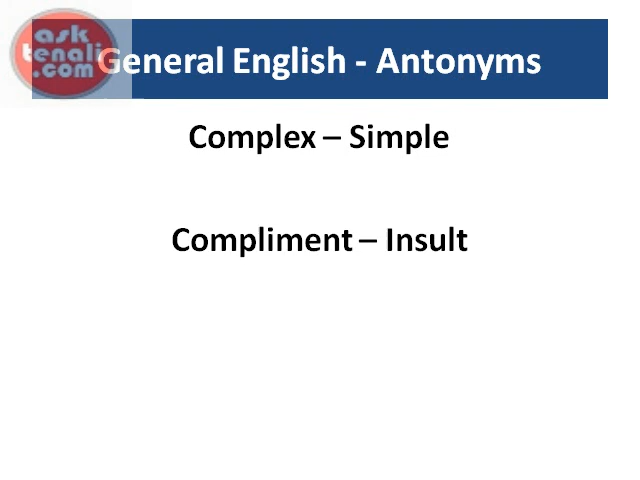 ask
tenali
.com
General English - Antonyms
Complex – Simple
Compliment – Insult